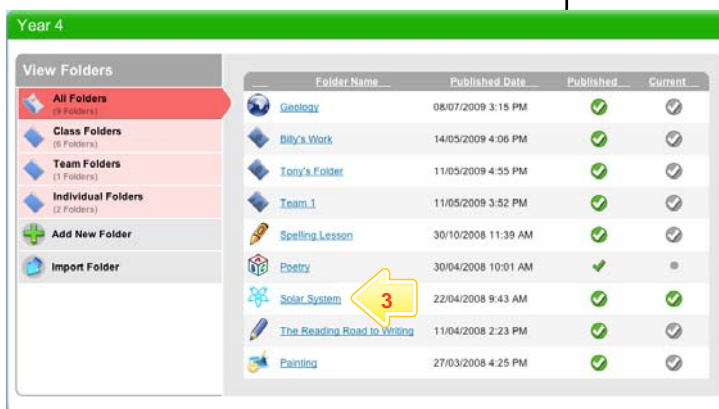 Year 4
View Folders
All Folders
(9 Folders)
Class Folders
(6 Folders)
Team Folders
(1 Folders)
Individual Folders
(2 Folders)
Add New Folder
Import Folder
Folder Name Published Date Published Current
Geology 08/07/2009 3:15 PM
Billy's Work 14/05/2009 4:06 PM
Tony's Folder 11/05/2009 4:55 PM
Team 1 11/05/2009 3:52 PM
Spelling Lesson 30/10/2008 11:39 AM
Poetry 30/04/2008 10:01 AM
Solar System 3 22/04/2008 9:43 AM
The Reading Road to Writing 11/04/2008 2:23 PM
Painting 27/03/2008 4:25 PM